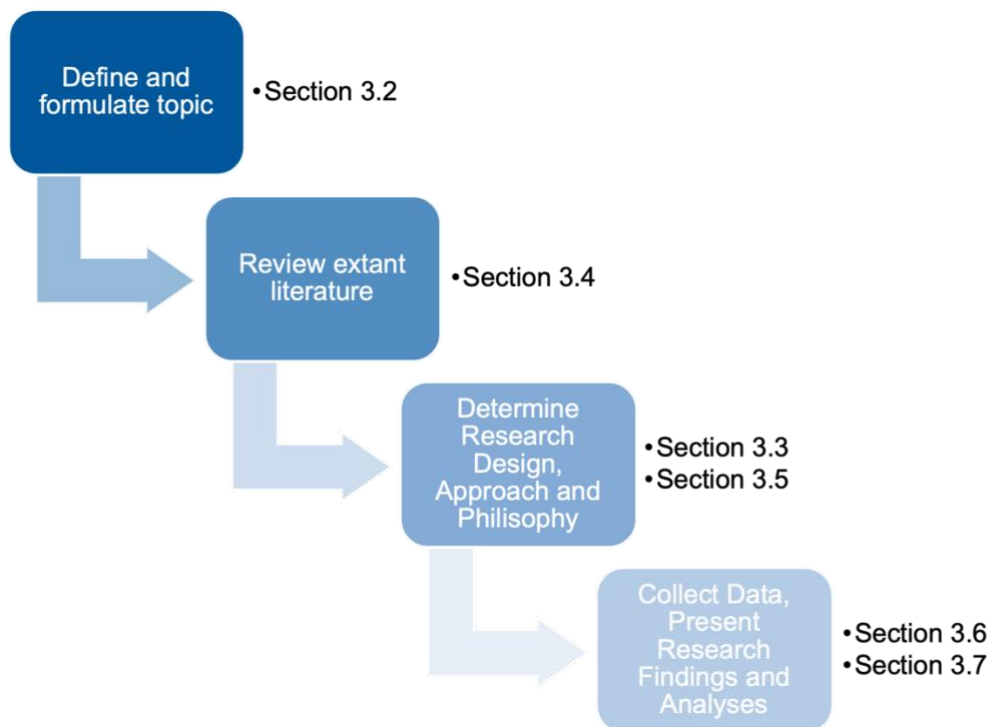 Define and
formulate topic
•Section 3.2
Review extant
literature
•Section 3.4
Determine
Research
Design,
Approach and
Philisophy
•Section 3.3
•Section 3.5
Collect Data,
Present
Research
Findings and
Analyses
•Section 3.6
•Section 3.7